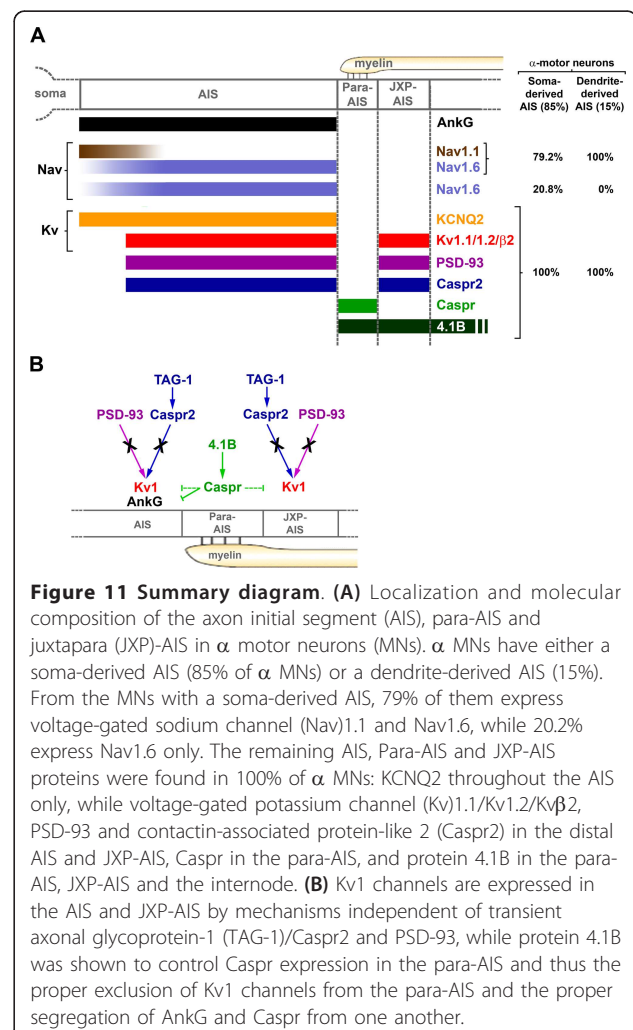 A
myelin
α-motor neurons
soma
AIS
Para-
AIS
JXP-
AIS
Soma-
derived
AIS (85%)
Dendrite-
derived
AIS (15%)
AnkG
Nav
Nav1.1
Nav1.6
79.2%
100%
Nav1.6
20.8%
0%
Kv
KCNQ2
Kv1.1/1.2/β2
PSD-93
100%
100%
Caspr2
Caspr
4.1B
B
TAG-1
TAG-1
PSD-93
Caspr2
Caspr2
PSD-93
4.1B
Kv1
Caspr
Kv1
AnkG
AIS
Para-
AIS
JXP-
AIS
myelin
Figure 11 Summary diagram. (A) Localization and molecular
composition of the axon initial segment (AIS), para-AIS and
juxtapara (JXP)-AIS in α motor neurons (MNs). α MNs have either a
soma-derived AIS (85% of α MNs) or a dendrite-derived AIS (15%).
From the MNs with a soma-derived AIS, 79% of them express
voltage-gated sodium channel (Nav)1.1 and Nav1.6, while 20.2%
express Nav1.6 only. The remaining AIS, Para-AIS and JXP-AIS
proteins were found in 100% of α MNs: KCNQ2 throughout the AIS
only, while voltage-gated potassium channel (Kv)1.1/Kv1.2/Kvβ2,
PSD-93 and contactin-associated protein-like 2 (Caspr2) in the distal
AIS and JXP-AIS, Caspr in the para-AIS, and protein 4.1B in the para-
AIS, JXP-AIS and the internode. (B) Kv1 channels are expressed in
the AIS and JXP-AIS by mechanisms independent of transient
axonal glycoprotein-1 (TAG-1)/Caspr2 and PSD-93, while protein 4.1B
was shown to control Caspr expression in the para-AIS and thus the
proper exclusion of Kv1 channels from the para-AIS and the proper
segregation of AnkG and Caspr from one another.